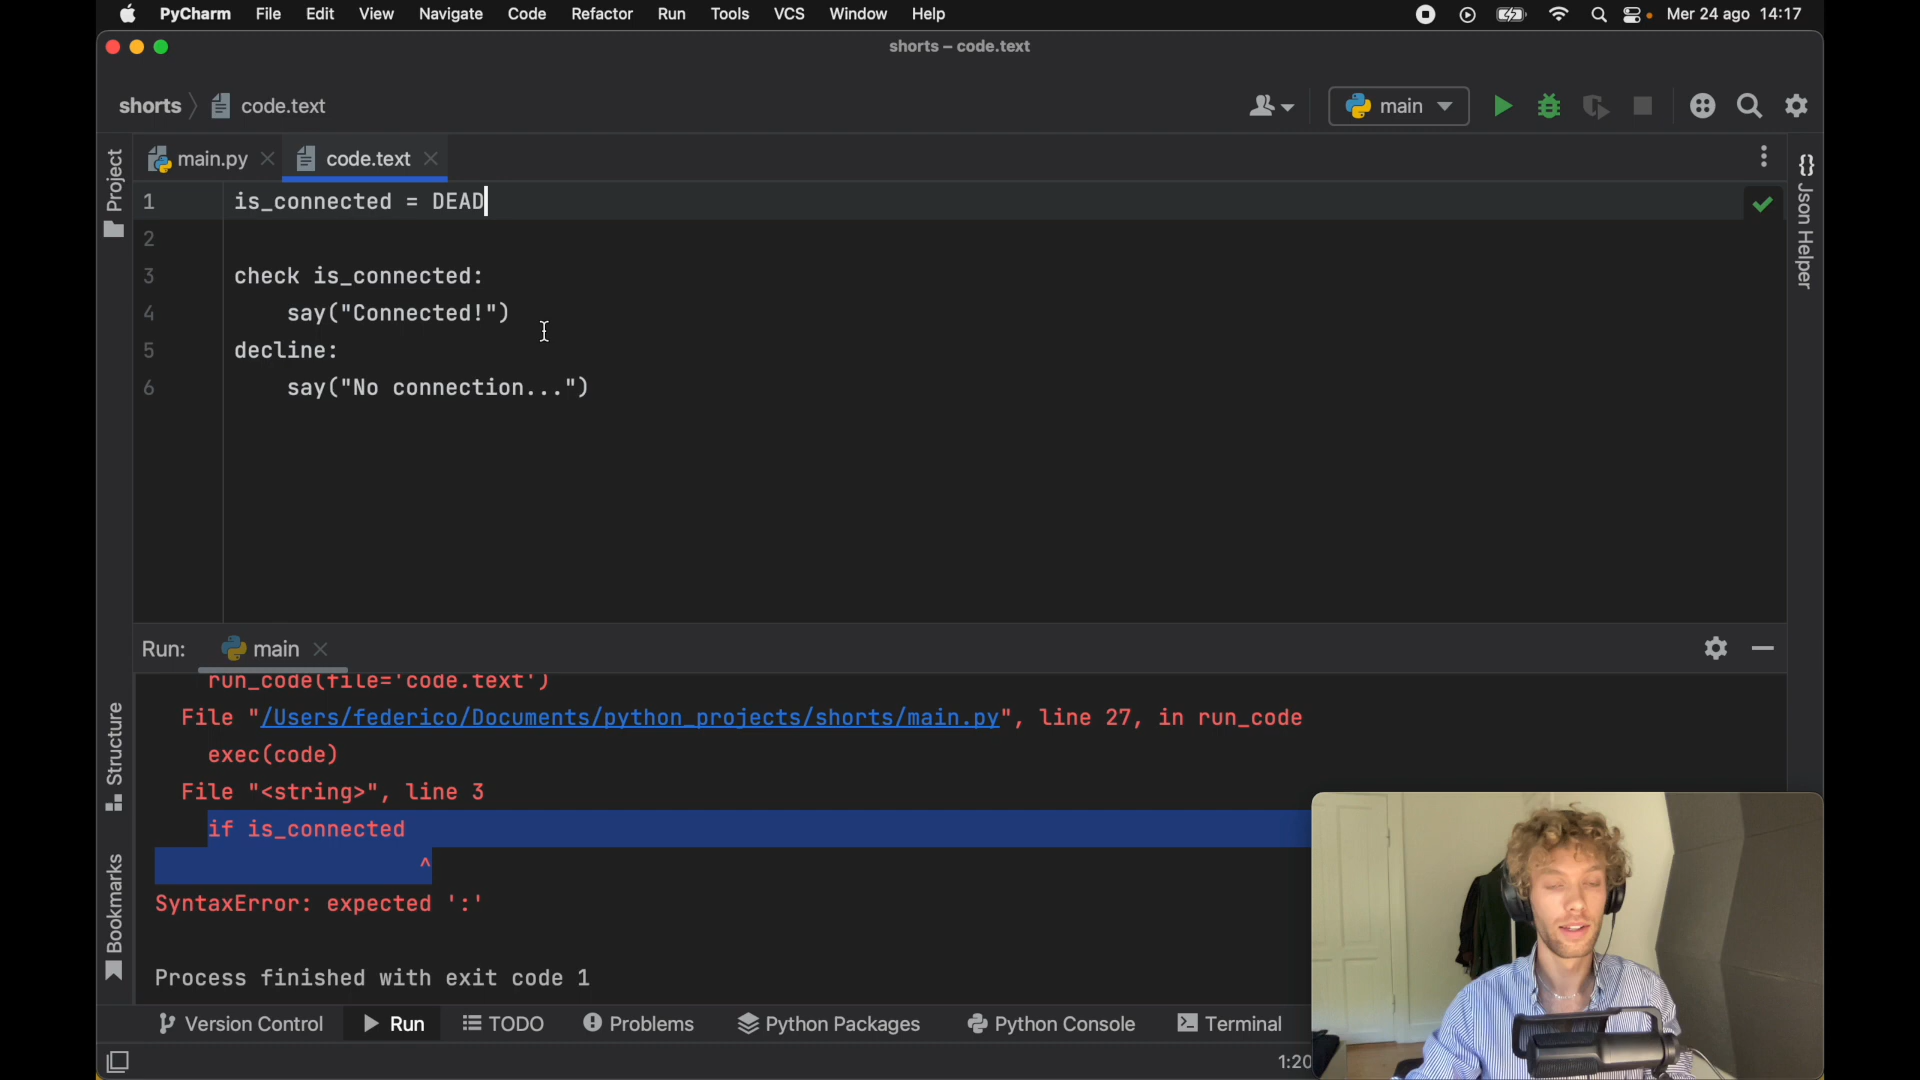 PyCharm File Edit View Navigate Code Refactor Run Tools VCS Window Help Mer 24 ago 14:17
shorts – code.text
shorts code.text main
Project
main.py code.text
Json Helper
1 is_connected = DEAD
2
3 check is_connected:
4 say("Connected!")
5 decline:
6 say("No connection...")
Run: main
run_code(file='code.text')
File "/Users/federico/Documents/python_projects/shorts/main.py", line 27, in run_code
exec(code)
File "<string>", line 3
if is_connected
^
SyntaxError: expected ':'
Process finished with exit code 1
Structure
Bookmarks
Version Control Run TODO Problems Python Packages Python Console Terminal
1:20